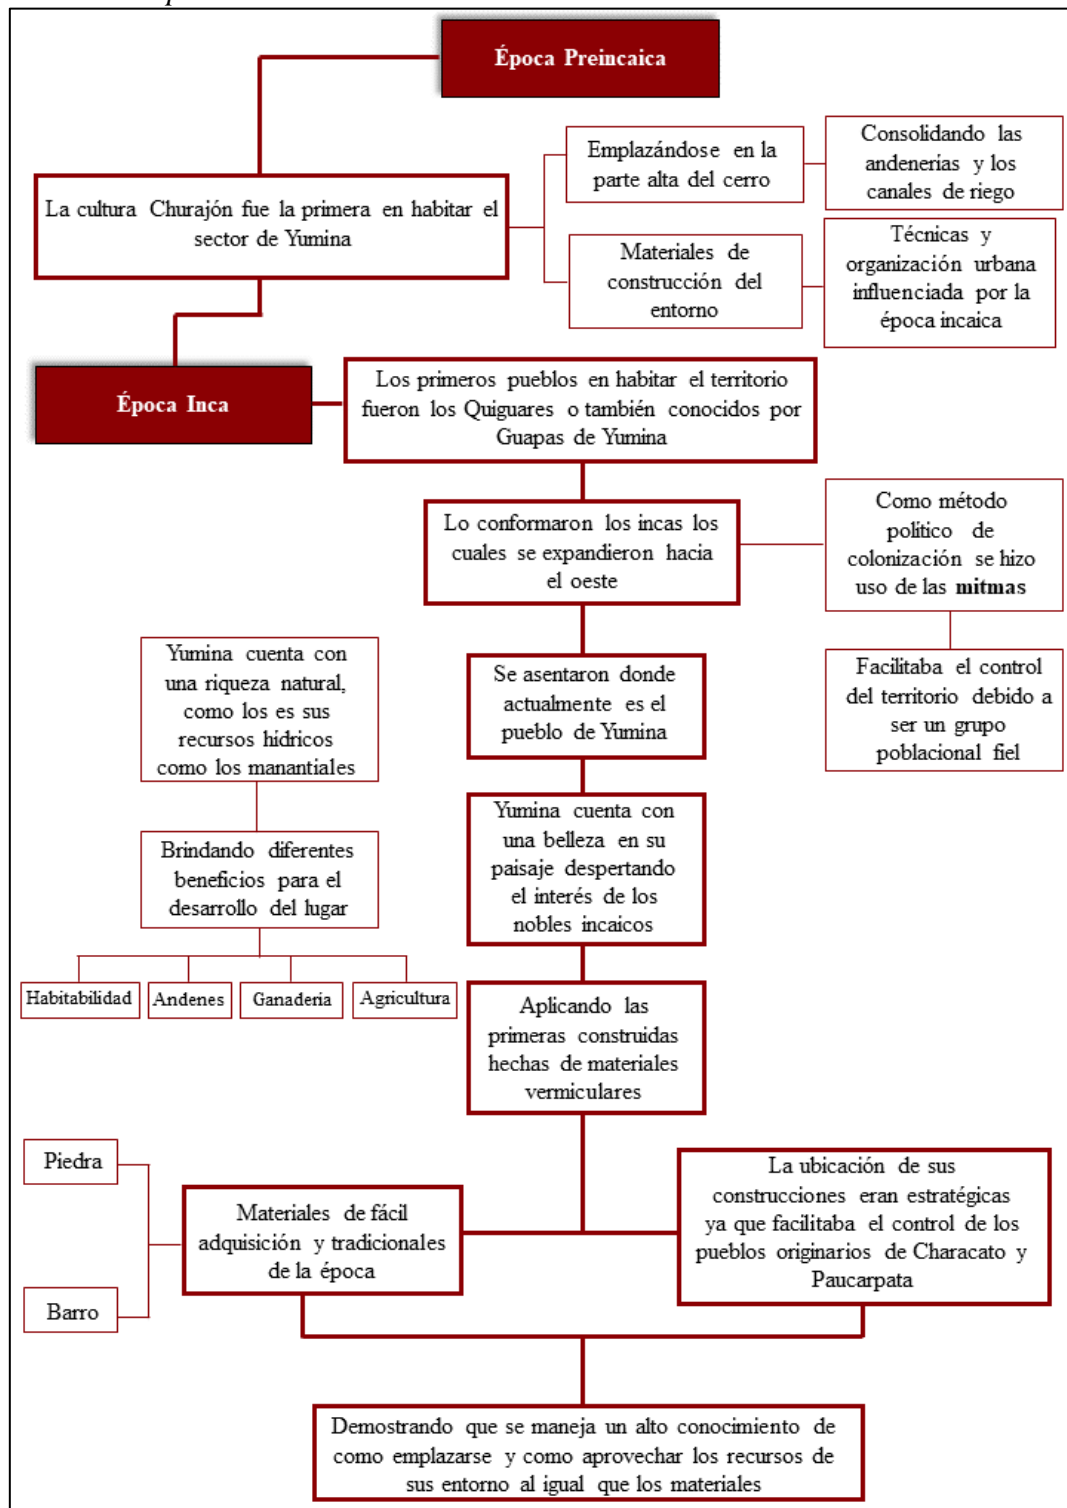 Época Preincaica
Emplazándose en la
parte alta del cerro
Consolidando las
andenerías y los
canales de riego
La cultura Churajón fue la primera en habitar el
sector de Yumina
Materiales de
construcción del
entorno
Técnicas y
organización urbana
influenciada por la
época incaica
Época Inca
Los primeros pueblos en habitar el territorio
fueron los Quiguares o también conocidos por
Guapas de Yumina
Lo conformaron los incas los
cuales se expandieron hacia
el oeste
Como método
político de
colonización se hizo
uso de las mitmas
Facilitaba el control
del territorio debido a
ser un grupo
poblacional fiel
Yumina cuenta con
una riqueza natural,
como los es sus
recursos hídricos
como los manantiales
Se asentaron donde
actualmente es el
pueblo de Yumina
Brindando diferentes
beneficios para el
desarrollo del lugar
Yumina cuenta con
una belleza en su
paisaje despertando
el interés de los
nobles incaicos
Habitabilidad
Andenes
Ganadería
Agricultura
Aplicando las
primeras construidas
hechas de materiales
vermiculares
Piedra
Materiales de fácil
adquisición y tradicionales
de la época
La ubicación de sus
construcciones eran estratégicas
ya que facilitaba el control de los
pueblos originarios de Characato y
Paucarpata
Barro
Demostrando que se maneja un alto conocimiento de
como emplazarse y como aprovechar los recursos de
sus entorno al igual que los materiales